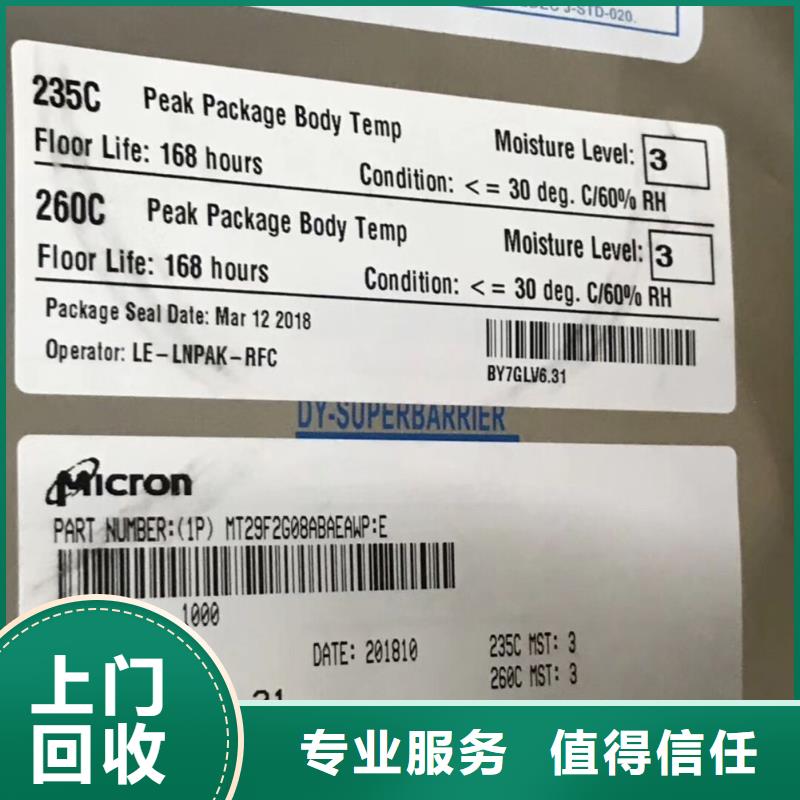 J-STD-020.
235C Peak Package Body Temp
Moisture Level: 3
Floor Life: 168 hours
Condition: <= 30 deg. C/60% RH
260C Peak Package Body Temp
Moisture Level: 3
Floor Life: 168 hours
Condition: <= 30 deg. C/60% RH
Package Seal Date: Mar 12 2018
Operator: LE-LNPAK-RFC
BY7GLV6.31
DY-SUPERBARRIER
Micron
PART NUMBER:(1P) MT29F2G08ABAEAWP:E
1000
DATE: 201810
235C MST: 3
260C MST: 3
上门
回收
专业服务 值得信任